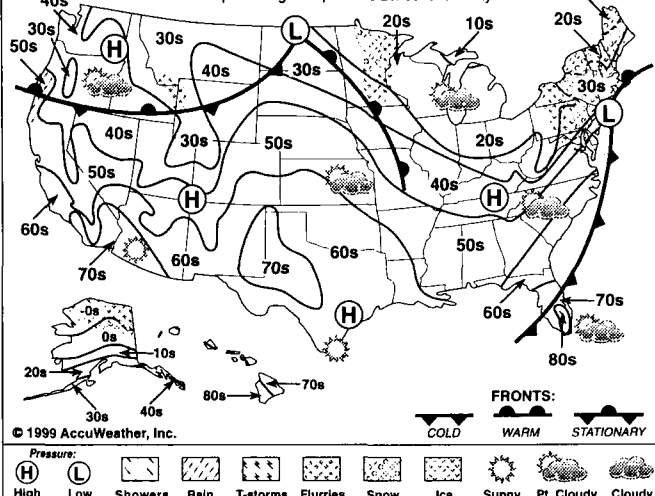 40s
20s
10s
20s
L
30s
H
30s
50s
40s
30s
30s
L
40s
30s
50s
20s
50s
40s
H
H
60s
50s
70s
60s
70s
60s
60s
70s
H
80s
-0s
0s
10s
20s
30s
40s
80s
70s
FRONTS:
© 1999 AccuWeather, Inc.
COLD WARM STATIONARY
Pressure:
H L
High Low Showers Rain T-storms Flurries Snow Ice Sunny Pt. Cloudy Cloudy